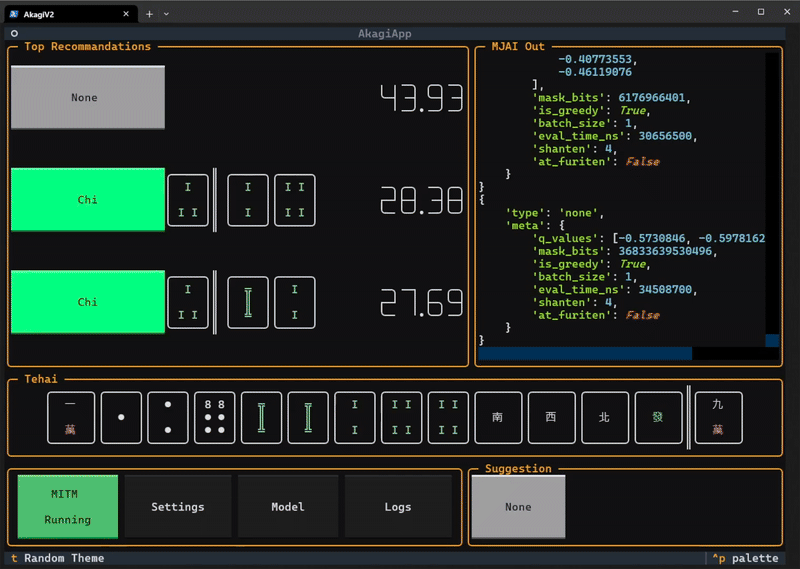 AkagiV2
AkagiApp
Top Recommandations
None
43.93
Chi
28.38
Chi
27.69
MJAI Out
-0.40773553,
-0.46119076
],
'mask_bits': 6176966401,
'is_greedy': True,
'batch_size': 1,
'eval_time_ns': 30656500,
'shanten': 4,
'at_furiten': False
}
}
{
'type': 'none',
'meta': {
'q_values': [-0.5730846, -0.5978162
'mask_bits': 36833639530496,
'is_greedy': True,
'batch_size': 1,
'eval_time_ns': 34508700,
'shanten': 4,
'at_furiten': False
}
}
Tehai
一 8 8 南 西 北 發 九
萬 萬
MITM
Running
Settings
Model
Logs
Suggestion
None
t Random Theme
^p palette